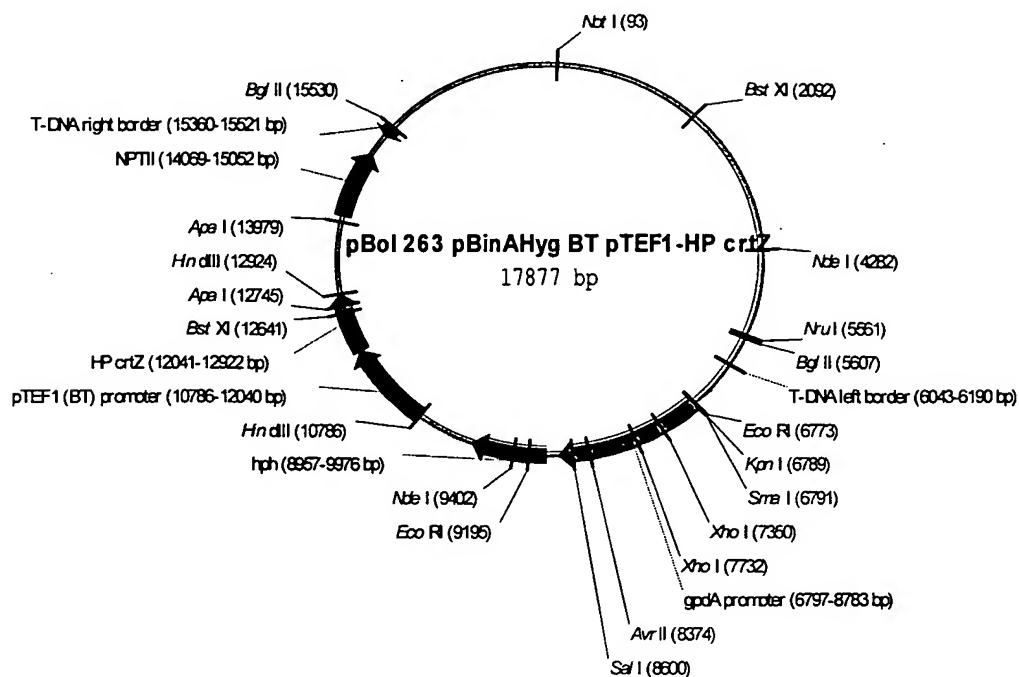 Not I (93)
Bgl II (15530)
Bst XI (2092)
T-DNA right border (15360-15521 bp)
NPTII (14069-15052 bp)
Apa I (13979)
pBol 263 pBinAHyg BT pTEF1-HP crtZ
Hin dIII (12924)
Nde I (4282)
17877 bp
Apa I (12745)
Bst XI (12641)
Nru I (5561)
HP crtZ (12041-12922 bp)
Bgl II (5607)
pTEF1 (BT) promoter (10786-12040 bp)
T-DNA left border (6043-6190 bp)
Hin dIII (10786)
Eco RI (6773)
hph (8957-9976 bp)
Kpn I (6789)
Nde I (9402)
Sma I (6791)
Eco RI (9195)
Xho I (7350)
Xho I (7732)
gpdA promoter (6797-8783 bp)
Avr II (8374)
Sal I (8600)